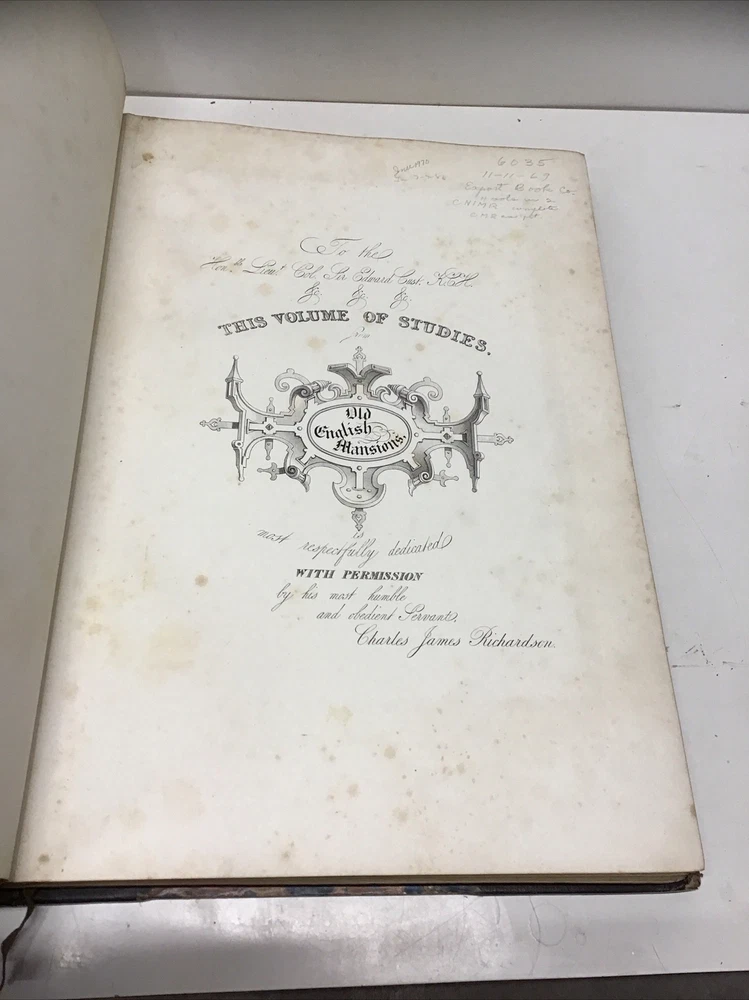 6035
11-11-69
Export Book Co.
To the
Hon.ble Lieut. Col. Sir Edward Cust, K.C.H.
&c. &c. &c.
THIS VOLUME OF STUDIES,
from
Old
English
Mansions,
is
most respectfully dedicated
WITH PERMISSION
by his most humble
and obedient Servant,
Charles James Richardson.